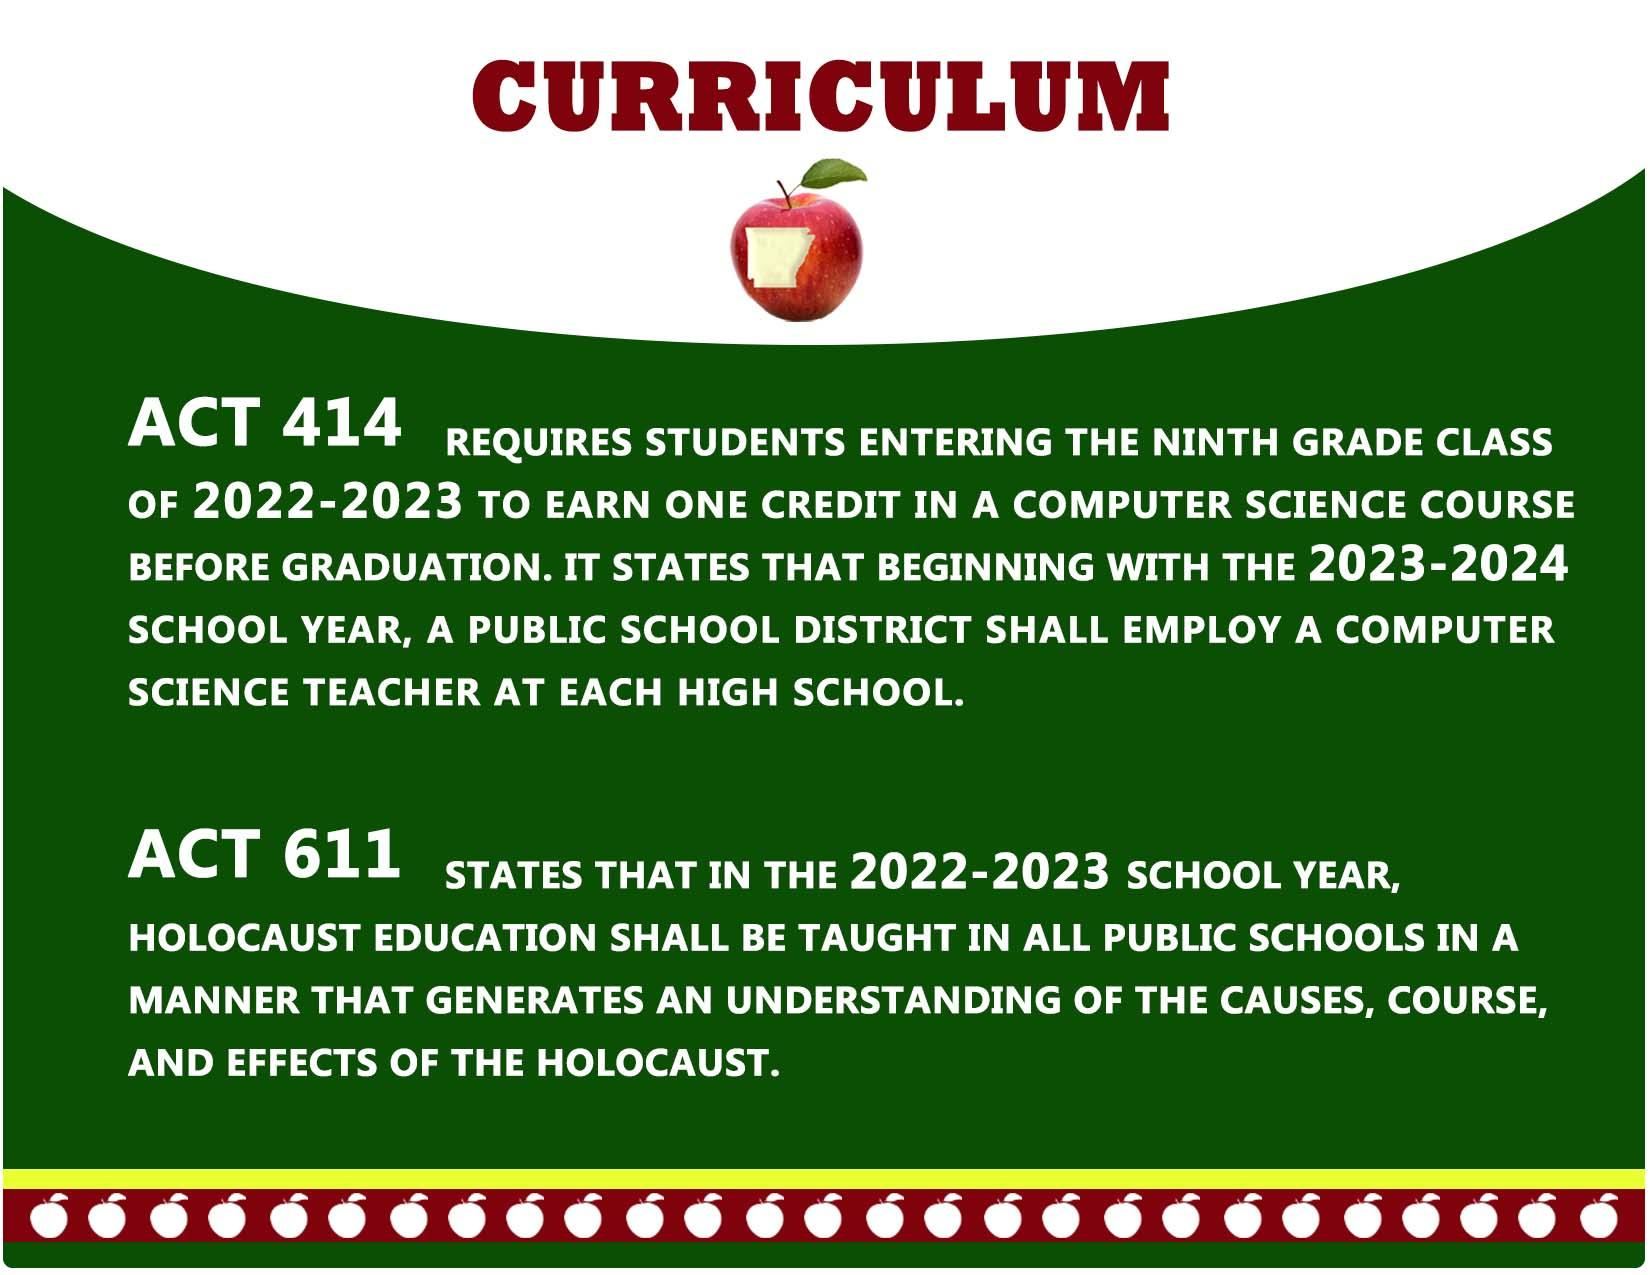 CURRICULUM
ACT 414 REQUIRES STUDENTS ENTERING THE NINTH GRADE CLASS
OF 2022-2023 TO EARN ONE CREDIT IN A COMPUTER SCIENCE COURSE
BEFORE GRADUATION. IT STATES THAT BEGINNING WITH THE 2023-2024
SCHOOL YEAR, A PUBLIC SCHOOL DISTRICT SHALL EMPLOY A COMPUTER
SCIENCE TEACHER AT EACH HIGH SCHOOL.
ACT 611 STATES THAT IN THE 2022-2023 SCHOOL YEAR,
HOLOCAUST EDUCATION SHALL BE TAUGHT IN ALL PUBLIC SCHOOLS IN A
MANNER THAT GENERATES AN UNDERSTANDING OF THE CAUSES, COURSE,
AND EFFECTS OF THE HOLOCAUST.